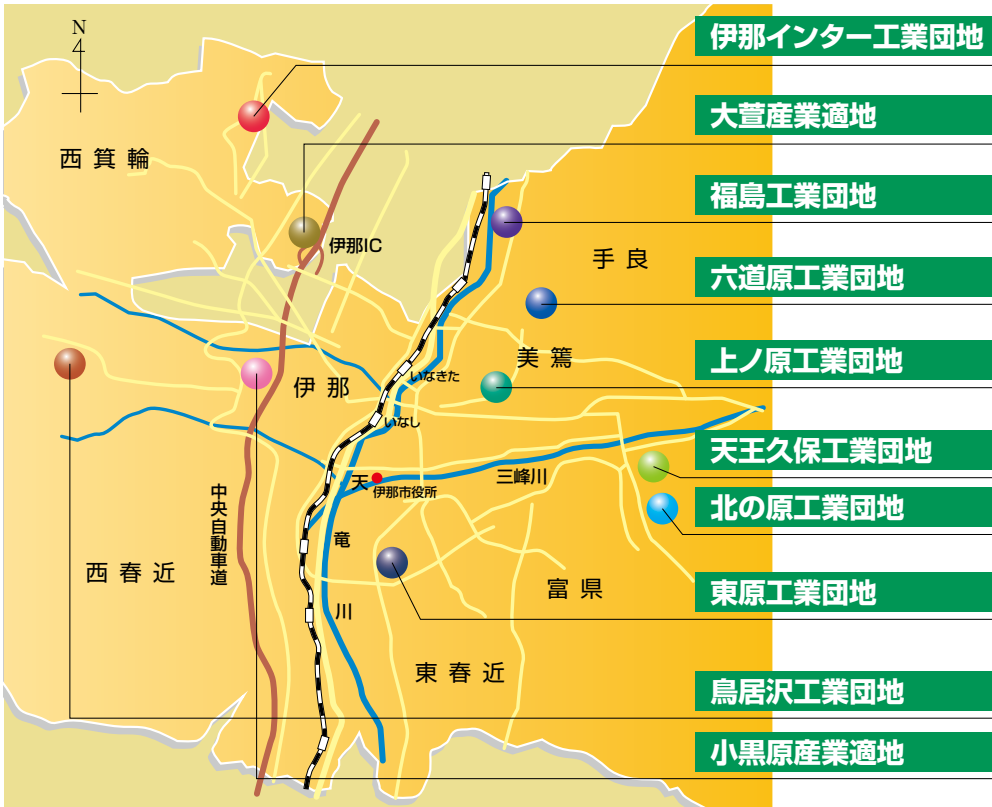 N
伊那インター工業団地
大萱産業適地
西箕輪
福島工業団地
伊那IC
手良
六道原工業団地
美篶
上ノ原工業団地
いなきた
伊那
いなし
天王久保工業団地
三峰川
天
伊那市役所
北の原工業団地
中央自動車道
竜
西春近
富県
東原工業団地
川
東春近
鳥居沢工業団地
小黒原産業適地